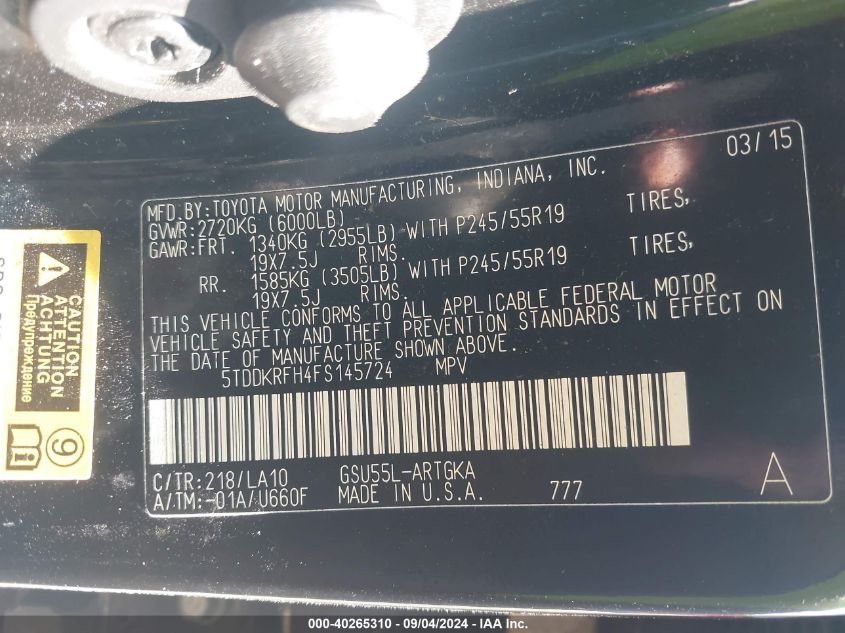 03/15
MFD.BY:TOYOTA MOTOR MANUFACTURING, INDIANA, INC.
GVWR:2720KG (6000LB)
GAWR:FRT. 1340KG (2955LB) WITH P245/55R19 TIRES,
19X7.5J RIMS.
RR. 1585KG (3505LB) WITH P245/55R19 TIRES,
19X7.5J RIMS.
THIS VEHICLE CONFORMS TO ALL APPLICABLE FEDERAL MOTOR
VEHICLE SAFETY AND THEFT PREVENTION STANDARDS IN EFFECT ON
THE DATE OF MANUFACTURE SHOWN ABOVE.
5TDDKRFH4FS145724 MPV
C/TR:218/LA10 GSU55L-ARTGKA
A/TM:-01A/U660F MADE IN U.S.A. 777 A
CAUTION
ATTENTION
ACHTUNG
Предупреждение
9
000-40265310 - 09/04/2024 - IAA Inc.